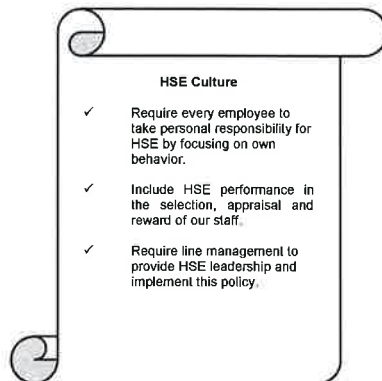 HSE Culture
✓ Require every employee to
take personal responsibility for
HSE by focusing on own
behavior.
✓ Include HSE performance in
the selection, appraisal and
reward of our staff.
✓ Require line management to
provide HSE leadership and
implement this policy.